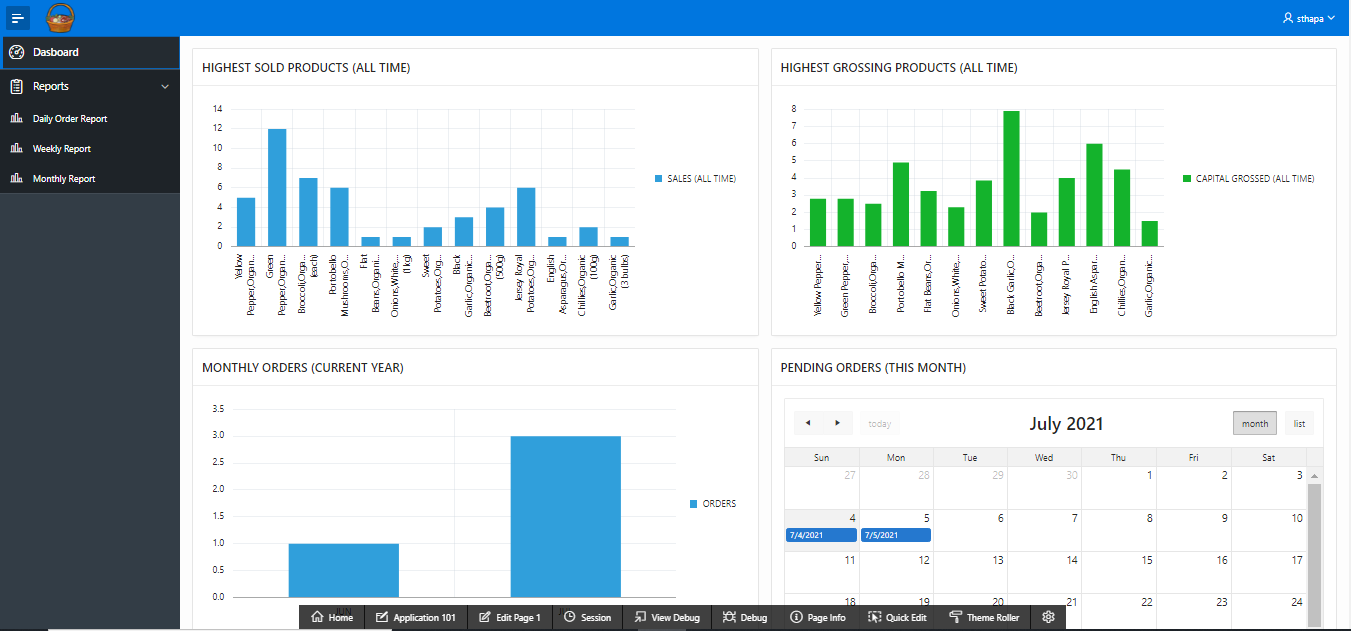 sthapa
Dasboard
Reports
Daily Order Report
Weekly Report
Monthly Report
HIGHEST SOLD PRODUCTS (ALL TIME)
14
12
10
8
6
4
2
0
Yellow
Pepper,Organ...
Green
Pepper,Organ...
Broccoli,Orga...
(each)
Portobello
Mushrooms,O...
Flat
Beans,Organi...
Onions,White,...
(1kg)
Sweet
Potatoes,Org...
Black
Garlic,Organic...
Beetroot,Orga...
(500g)
Jersey Royal
Potatoes,Org...
English
Asparagus,Or...
Chillies,Organic
(100g)
Garlic,Organic
(3 bulbs)
SALES (ALL TIME)
HIGHEST GROSSING PRODUCTS (ALL TIME)
8
7
6
5
4
3
2
1
0
Yellow Pepper...
Green Pepper,...
Broccoli,Orga...
Portobello M...
Flat Beans,Or...
Onions,White,...
Sweet Potato...
Black Garlic,O...
Beetroot,Orga...
Jersey Royal P...
English Aspar...
Chillies,Organ...
Garlic,Organic...
CAPITAL GROSSED (ALL TIME)
MONTHLY ORDERS (CURRENT YEAR)
3.5
3.0
2.5
2.0
1.5
1.0
0.5
0.0
JUN
ORDERS
PENDING ORDERS (THIS MONTH)
today
July 2021
month
list
Sun Mon Tue Wed Thu Fri Sat
27 28 29 30 1 2 3
4 5 6 7 8 9 10
7/4/2021 7/5/2021
11 12 13 14 15 16 17
18 19 20 21 22 23 24
Home Application 101 Edit Page 1 Session View Debug Debug Page Info Quick Edit Theme Roller